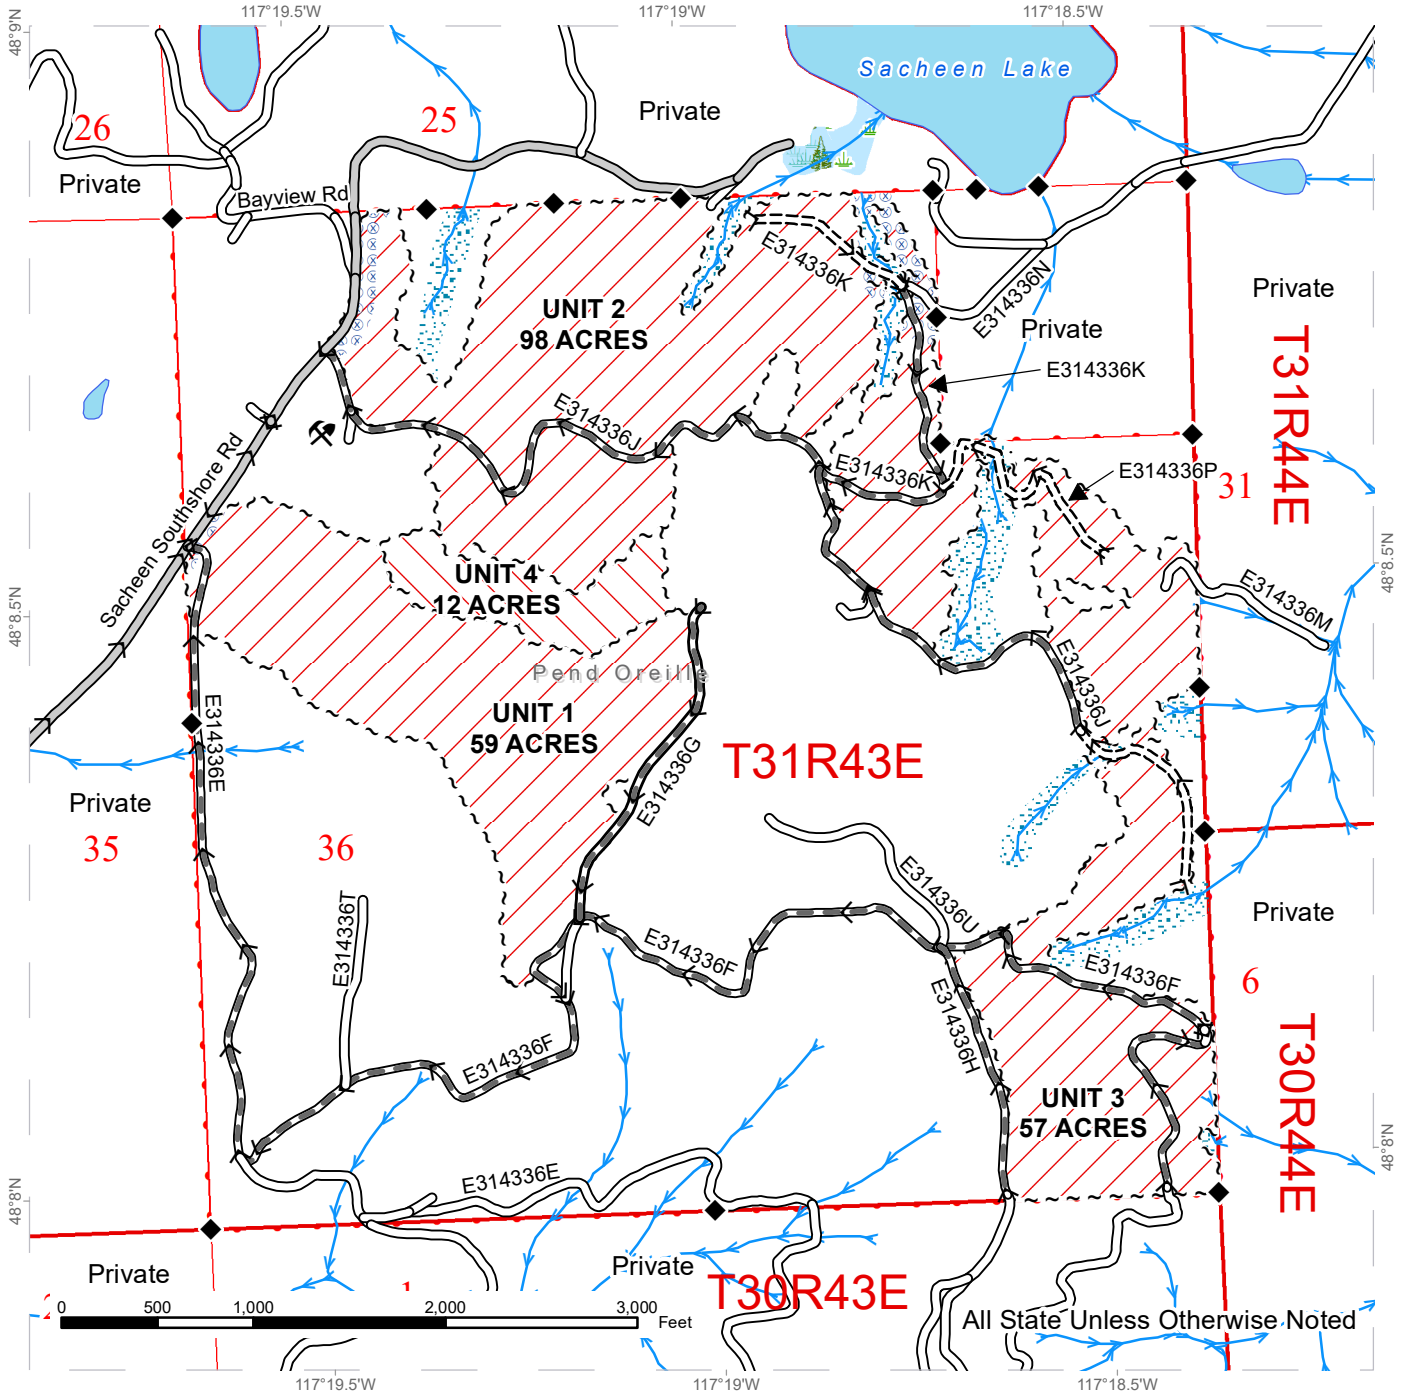 117°19.5'W
117°19'W
117°18.5'W
48°9'N
Sacheen Lake
Private
25
26
Private
Bayview Rd
E314336K
E314336N
Private
UNIT 2
98 ACRES
Private
T31R44E
E314336K
E314336J
E314336K
E314336P
31
Sacheen Southshore Rd
48°8.5'N
UNIT 4
12 ACRES
E314336M
48°8.5'N
Pend Oreille
E314336J
UNIT 1
59 ACRES
E314336E
E314336G
T31R43E
Private
35
36
E314336U
E314336T
Private
E314336F
E314336F
6
E314336H
E314336F
T30R44E
UNIT 3
57 ACRES
48°8'N
E314336E
48°8'N
Private
Private
T30R43E
0 500 1,000 2,000 3,000
Feet
All State Unless Otherwise Noted
117°19.5'W
117°19'W
117°18.5'W